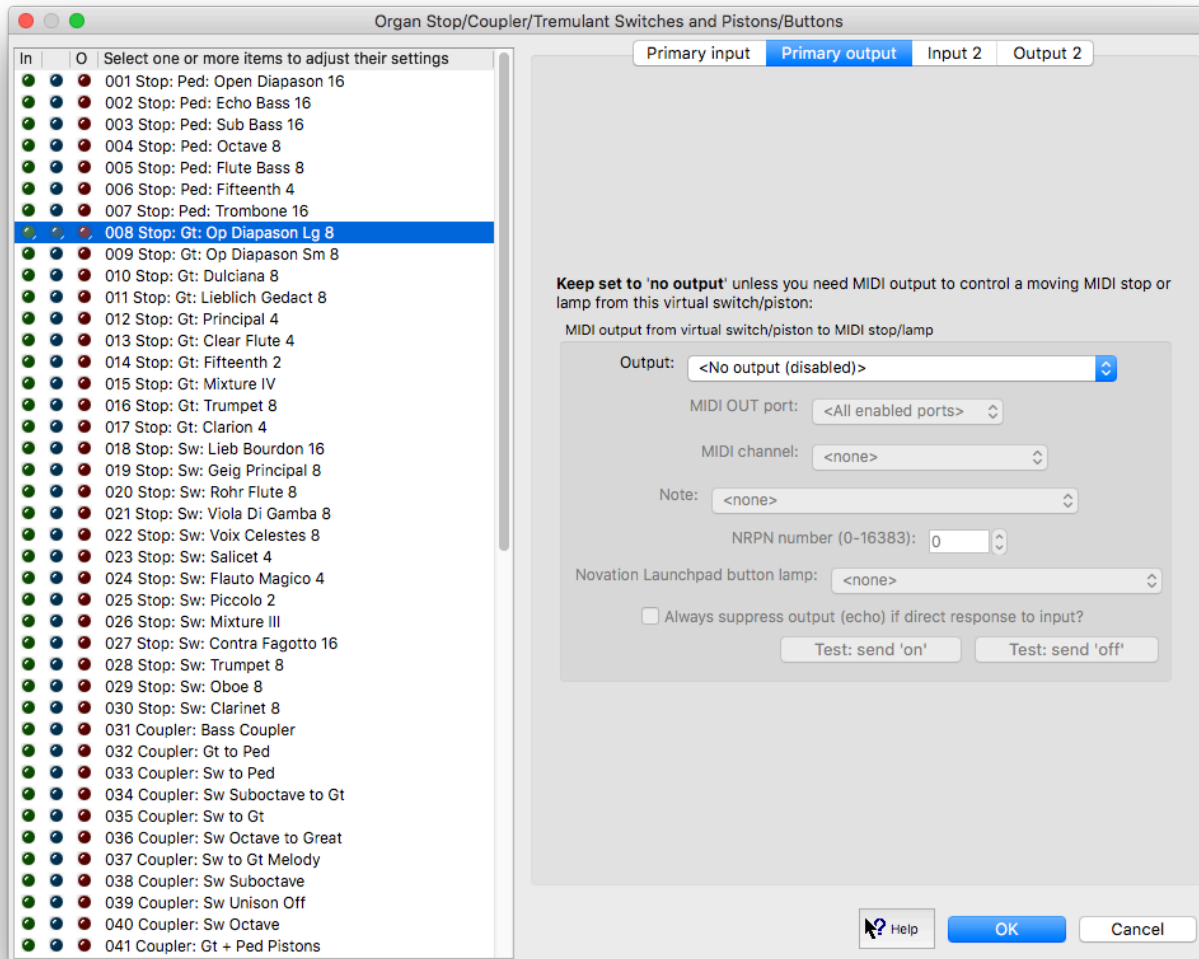 Organ Stop/Coupler/Tremulant Switches and Pistons/Buttons
In O Select one or more items to adjust their settings
001 Stop: Ped: Open Diapason 16
002 Stop: Ped: Echo Bass 16
003 Stop: Ped: Sub Bass 16
004 Stop: Ped: Octave 8
005 Stop: Ped: Flute Bass 8
006 Stop: Ped: Fifteenth 4
007 Stop: Ped: Trombone 16
008 Stop: Gt: Op Diapason Lg 8
009 Stop: Gt: Op Diapason Sm 8
010 Stop: Gt: Dulciana 8
011 Stop: Gt: Lieblich Gedact 8
012 Stop: Gt: Principal 4
013 Stop: Gt: Clear Flute 4
014 Stop: Gt: Fifteenth 2
015 Stop: Gt: Mixture IV
016 Stop: Gt: Trumpet 8
017 Stop: Gt: Clarion 4
018 Stop: Sw: Lieb Bourdon 16
019 Stop: Sw: Geig Principal 8
020 Stop: Sw: Rohr Flute 8
021 Stop: Sw: Viola Di Gamba 8
022 Stop: Sw: Voix Celestes 8
023 Stop: Sw: Salicet 4
024 Stop: Sw: Flauto Magico 4
025 Stop: Sw: Piccolo 2
026 Stop: Sw: Mixture III
027 Stop: Sw: Contra Fagotto 16
028 Stop: Sw: Trumpet 8
029 Stop: Sw: Oboe 8
030 Stop: Sw: Clarinet 8
031 Coupler: Bass Coupler
032 Coupler: Gt to Ped
033 Coupler: Sw to Ped
034 Coupler: Sw Suboctave to Gt
035 Coupler: Sw to Gt
036 Coupler: Sw Octave to Great
037 Coupler: Sw to Gt Melody
038 Coupler: Sw Suboctave
039 Coupler: Sw Unison Off
040 Coupler: Sw Octave
041 Coupler: Gt + Ped Pistons
Primary input Primary output Input 2 Output 2
Keep set to 'no output' unless you need MIDI output to control a moving MIDI stop or
lamp from this virtual switch/piston:
MIDI output from virtual switch/piston to MIDI stop/lamp
Output: <No output (disabled)>
MIDI OUT port: <All enabled ports>
MIDI channel: <none>
Note: <none>
NRPN number (0-16383): 0
Novation Launchpad button lamp: <none>
Always suppress output (echo) if direct response to input?
Test: send 'on' Test: send 'off'
Help OK Cancel